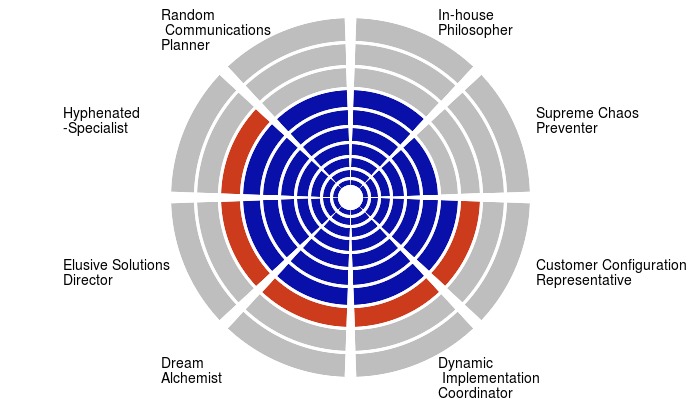 Random
Communications
Planner
In-house
Philosopher
Hyphenated
-Specialist
Supreme Chaos
Preventer
Elusive Solutions
Director
Customer Configuration
Representative
Dream
Alchemist
Dynamic
Implementation
Coordinator